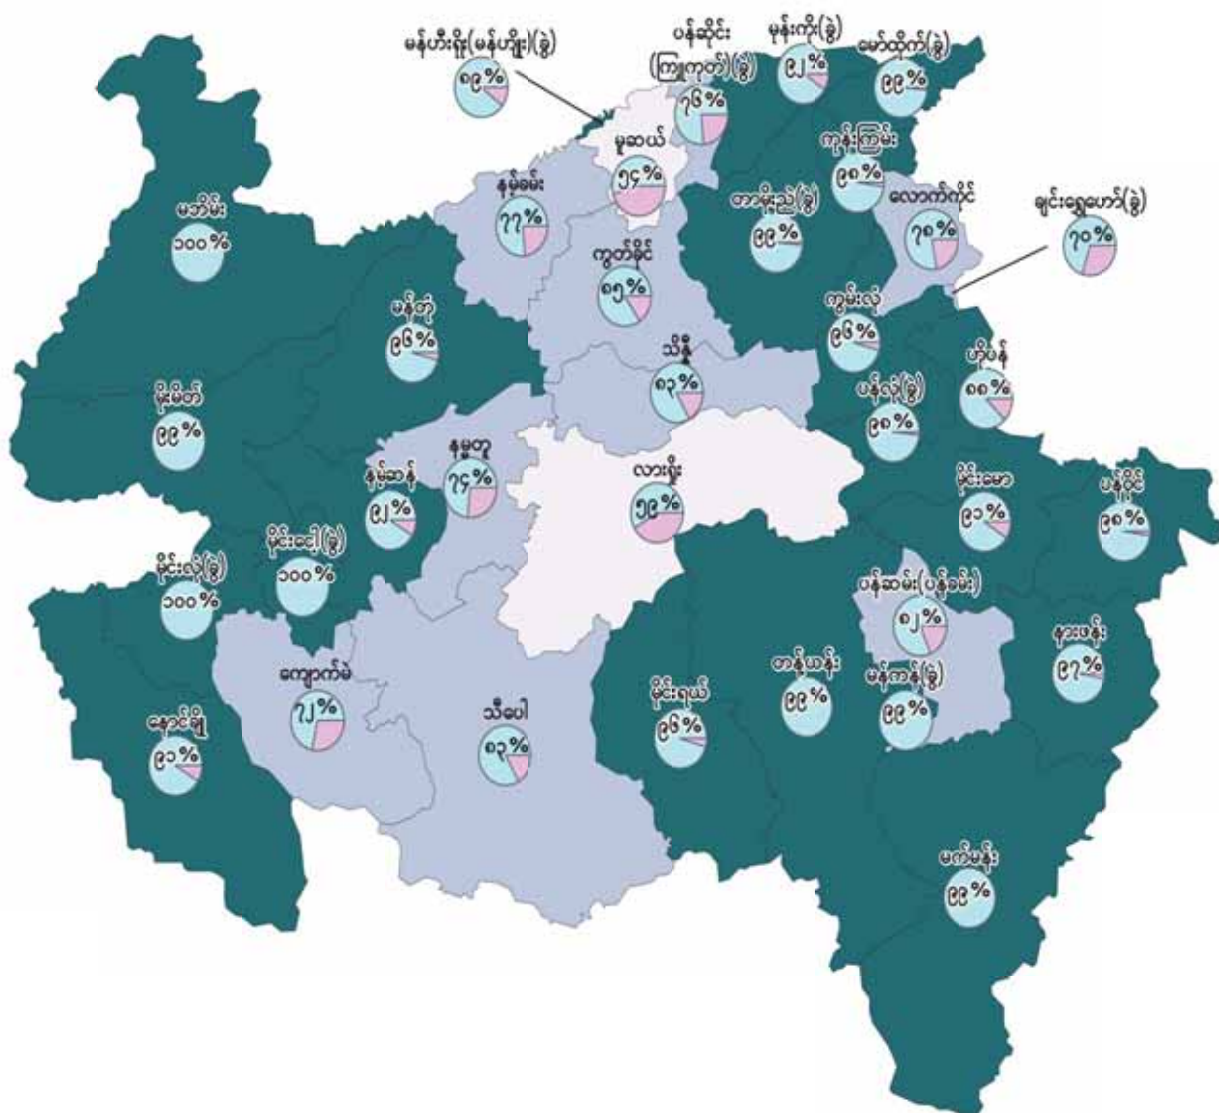 မန်ဟီးရိုး(မန်ဟျိုး)(ခွဲ)
၈၉%
ပန်ဆိုင်း
(ကြူကုတ်)(ခွဲ)
၇၆%
မုန်းကိုး(ခွဲ)
၉၂%
မော်ထိုက်(ခွဲ)
၉၉%
မူဆယ်
၅၄%
ကုန်းကြမ်း
၉၈%
နမ့်ခမ်း
၇၇%
တာမိုးညဲ(ခွဲ)
၉၉%
လောက်ကိုင်
၇၈%
ချင်းရွှေဟော်(ခွဲ)
၇၀%
မဘိမ်း
၁၀၀%
ကွတ်ခိုင်
၈၅%
မန်တုံ
၉၆%
ကွမ်းလုံ
၉၆%
သိန္နီ
၈၃%
ဟိုပန်
၈၈%
မိုးမိတ်
၉၉%
ပန်လုံ(ခွဲ)
၉၈%
နမ္မတူ
၇၄%
နမ့်ဆန်
၉၂%
လားရှိုး
၅၉%
မိုင်းမော
၉၁%
ပန်ဝိုင်
၉၈%
မိုင်းငေါ့(ခွဲ)
၁၀၀%
မိုင်းလုံ(ခွဲ)
၁၀၀%
ပန်ဆမ်း(ပန်ခမ်း)
၈၂%
နားဖန်း
၉၇%
ကျောက်မဲ
၇၂%
တန့်ယန်း
၉၉%
မန်ကန်(ခွဲ)
၉၉%
မိုင်းရယ်
၉၆%
နောင်ချို
၉၁%
သီပေါ
၈၃%
မက်မန်း
၉၉%